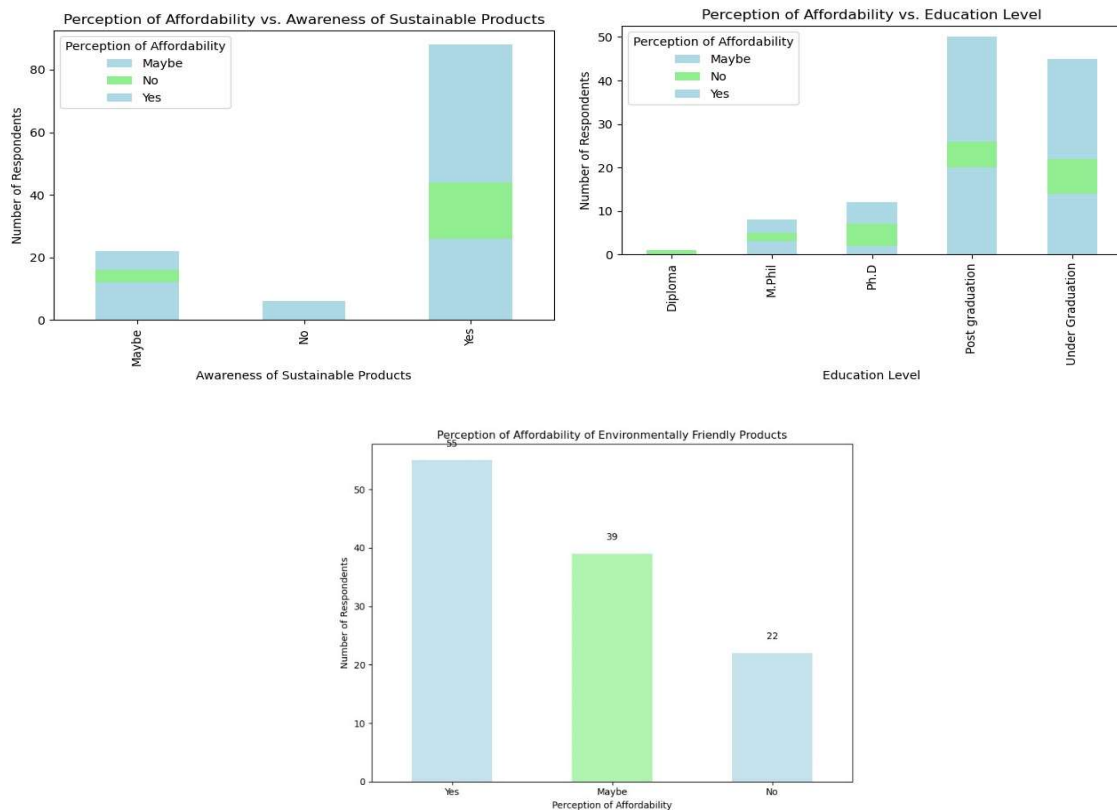 Perception of Affordability vs. Awareness of Sustainable Products
Perception of Affordability
Maybe
No
Yes
Number of Respondents
80
60
40
20
0
Maybe
No
Yes
Awareness of Sustainable Products
Perception of Affordability vs. Education Level
Perception of Affordability
Maybe
No
Yes
Number of Respondents
50
40
30
20
10
0
Diploma
M.Phil
Ph.D
Post graduation
Under Graduation
Education Level
Perception of Affordability of Environmentally Friendly Products
55
39
22
Number of Respondents
50
40
30
20
10
0
Yes
Maybe
No
Perception of Affordability